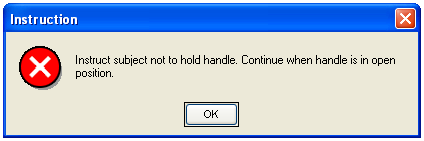 Instruction
Instruct subject not to hold handle. Continue when handle is in open
position.
OK